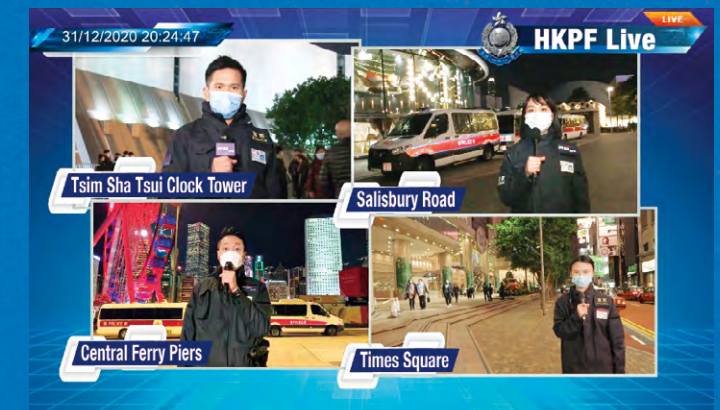 31/12/2020 20:24:47
LIVE
HKPF Live
Tsim Sha Tsui Clock Tower
Salisbury Road
Central Ferry Piers
Times Square